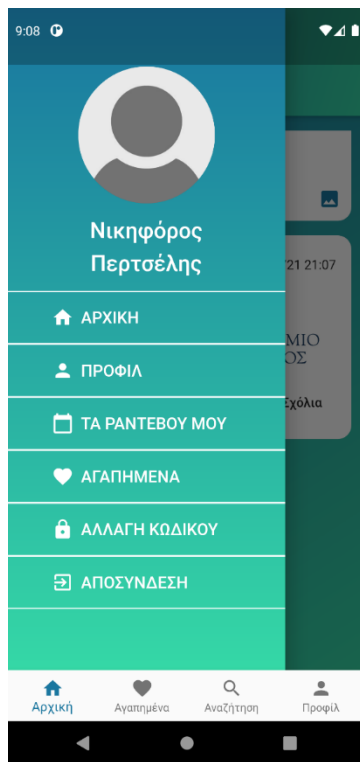 9:08
Νικηφόρος
Περτσέλης
21 21:07
ΑΡΧΙΚΗ
ΜΙΟ
ΟΣ
ΠΡΟΦΙΛ
Σχόλια
ΤΑ ΡΑΝΤΕΒΟΥ ΜΟΥ
ΑΓΑΠΗΜΕΝΑ
ΑΛΛΑΓΗ ΚΩΔΙΚΟΥ
ΑΠΟΣΥΝΔΕΣΗ
Αρχική Αγαπημένα Αναζήτηση Προφίλ